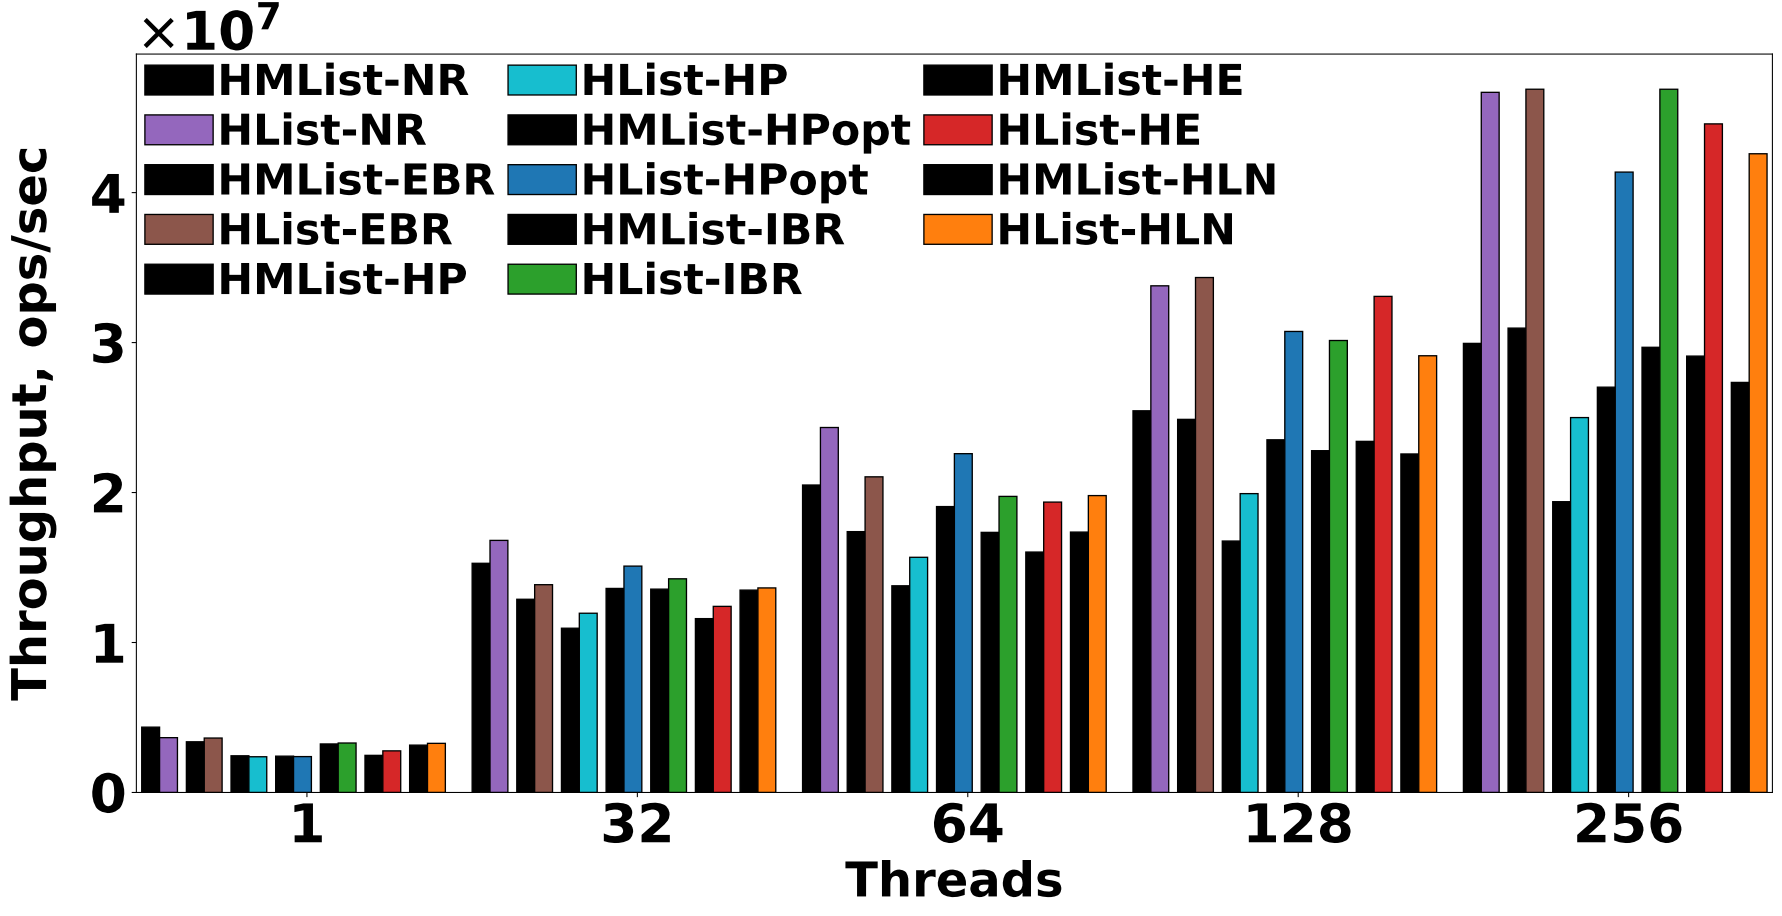 ×10⁷
HMList-NR
HList-NR
HMList-EBR
HList-EBR
HMList-HP
HList-HP
HMList-HPopt
HList-HPopt
HMList-IBR
HList-IBR
HMList-HE
HList-HE
HMList-HLN
HList-HLN
Throughput, ops/sec
4
3
2
1
0
1 32 64 128 256
Threads